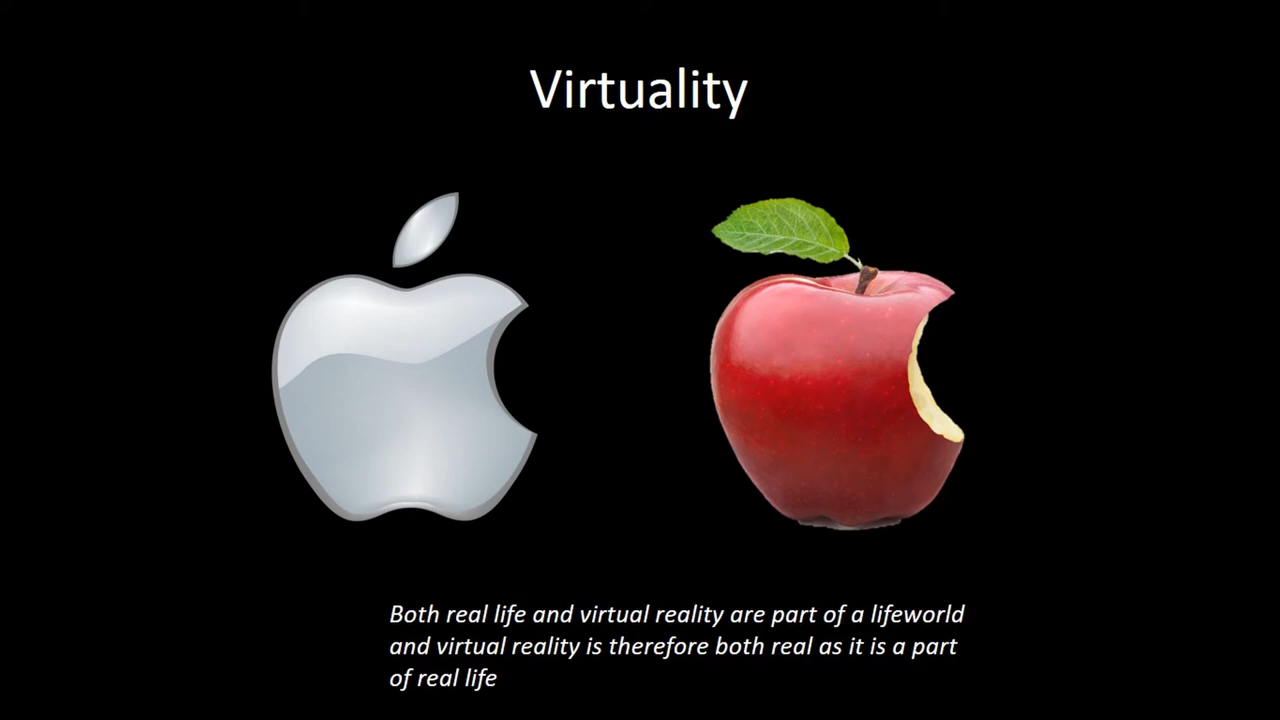 Virtuality
Both real life and virtual reality are part of a lifeworld
and virtual reality is therefore both real as it is a part
of real life